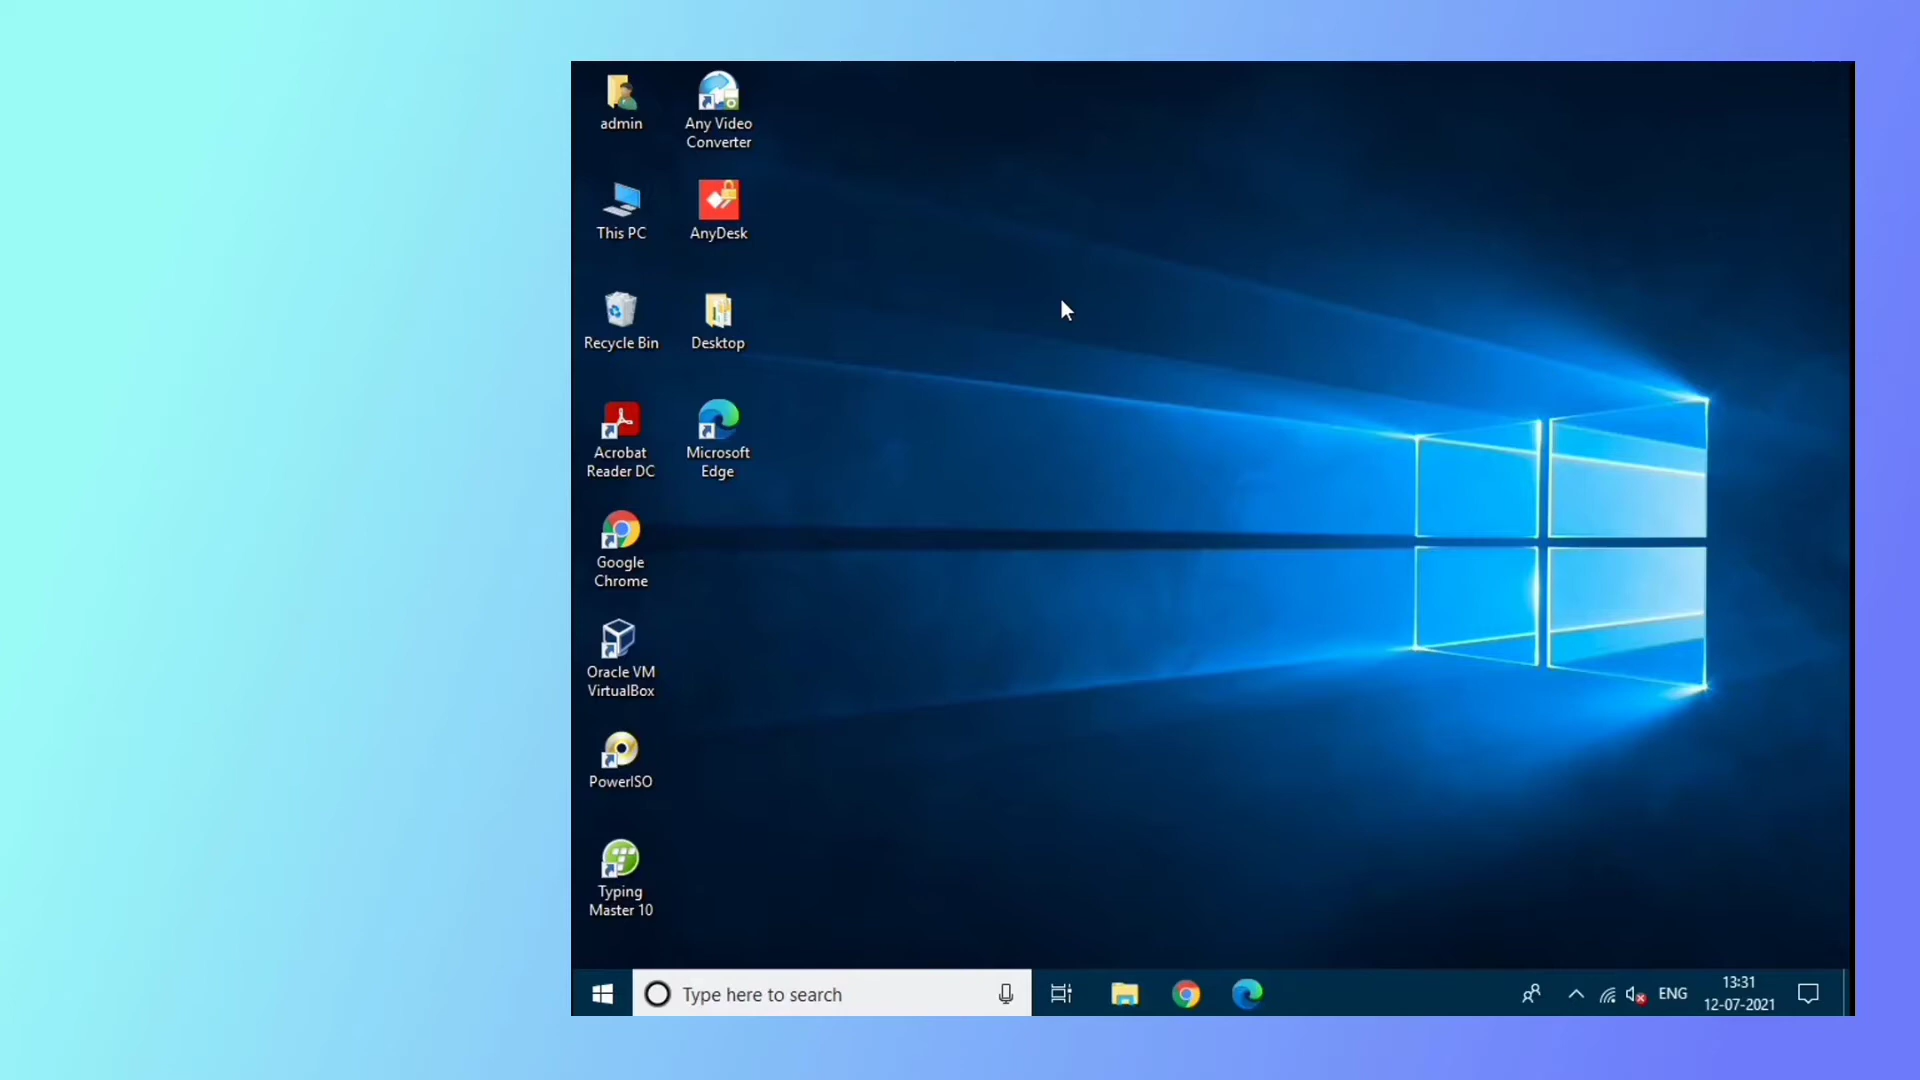 admin
Any Video
Converter
This PC
AnyDesk
Recycle Bin
Desktop
Acrobat
Reader DC
Microsoft
Edge
Google
Chrome
Oracle VM
VirtualBox
PowerISO
Typing
Master 10
Type here to search
ENG
13:31
12-07-2021